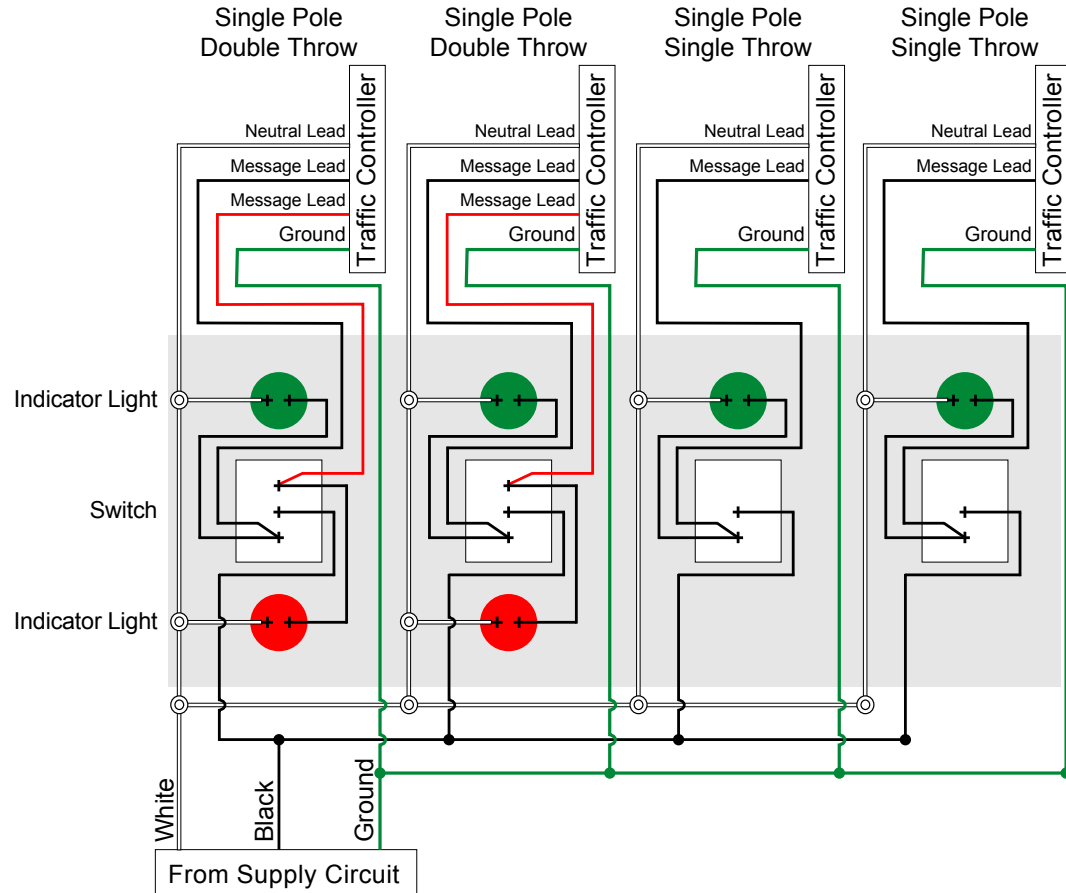 Single Pole
Double Throw
Single Pole
Double Throw
Single Pole
Single Throw
Single Pole
Single Throw
Neutral Lead
Message Lead
Message Lead
Ground
Traffic Controller
Neutral Lead
Message Lead
Message Lead
Ground
Traffic Controller
Neutral Lead
Message Lead
Ground
Traffic Controller
Neutral Lead
Message Lead
Ground
Traffic Controller
Indicator Light
Switch
Indicator Light
White
Black
Ground
From Supply Circuit